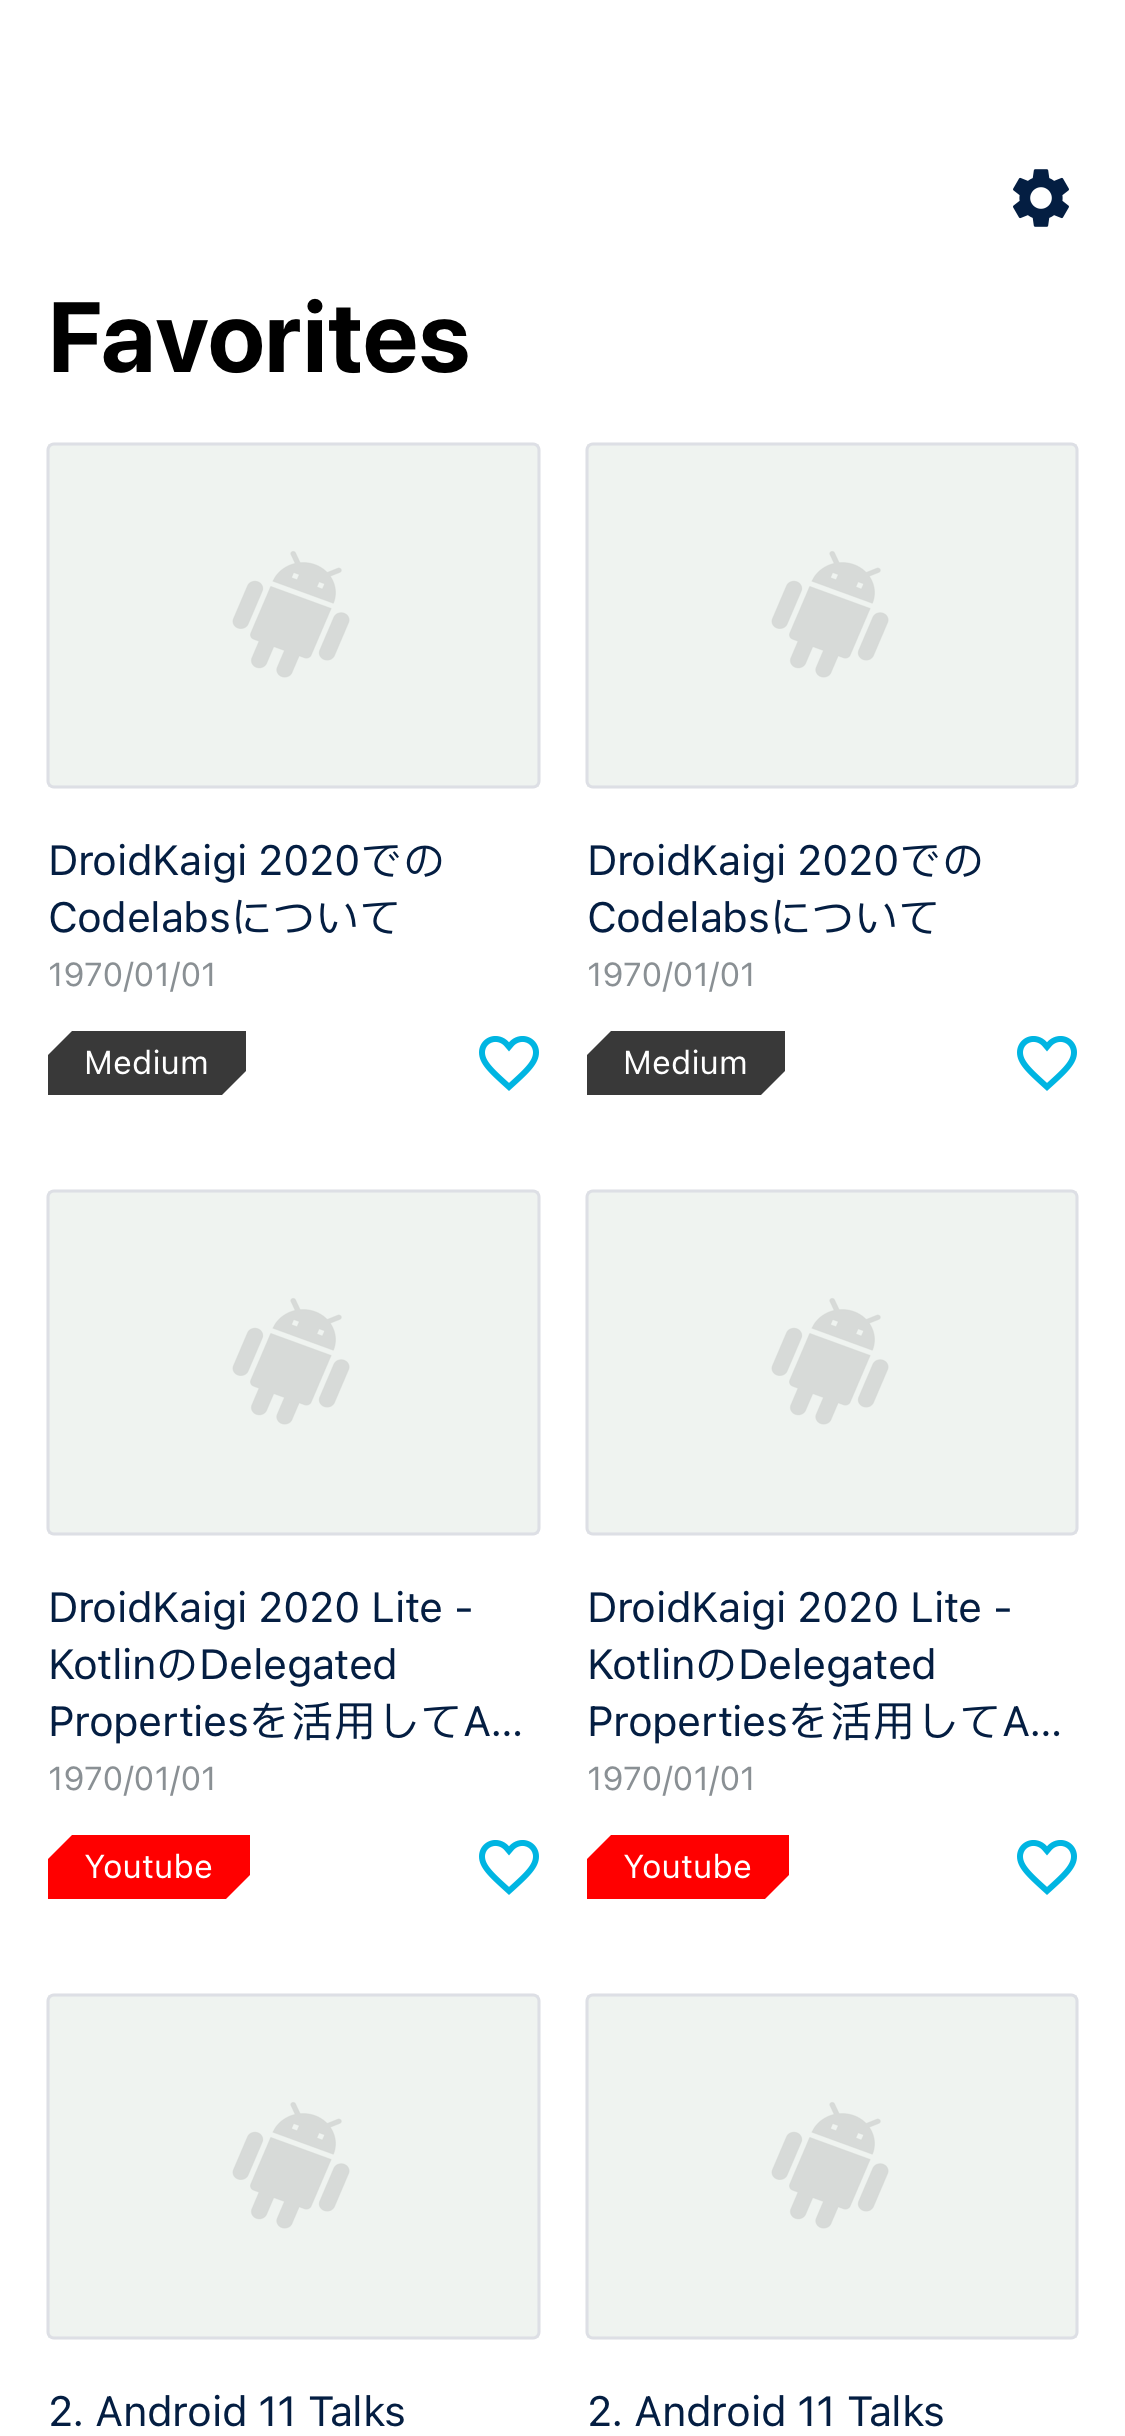 Favorites
DroidKaigi 2020での
Codelabsについて
1970/01/01
Medium
DroidKaigi 2020での
Codelabsについて
1970/01/01
Medium
DroidKaigi 2020 Lite -
KotlinのDelegated
Propertiesを活用してA...
1970/01/01
Youtube
DroidKaigi 2020 Lite -
KotlinのDelegated
Propertiesを活用してA...
1970/01/01
Youtube
2. Android 11 Talks
2. Android 11 Talks